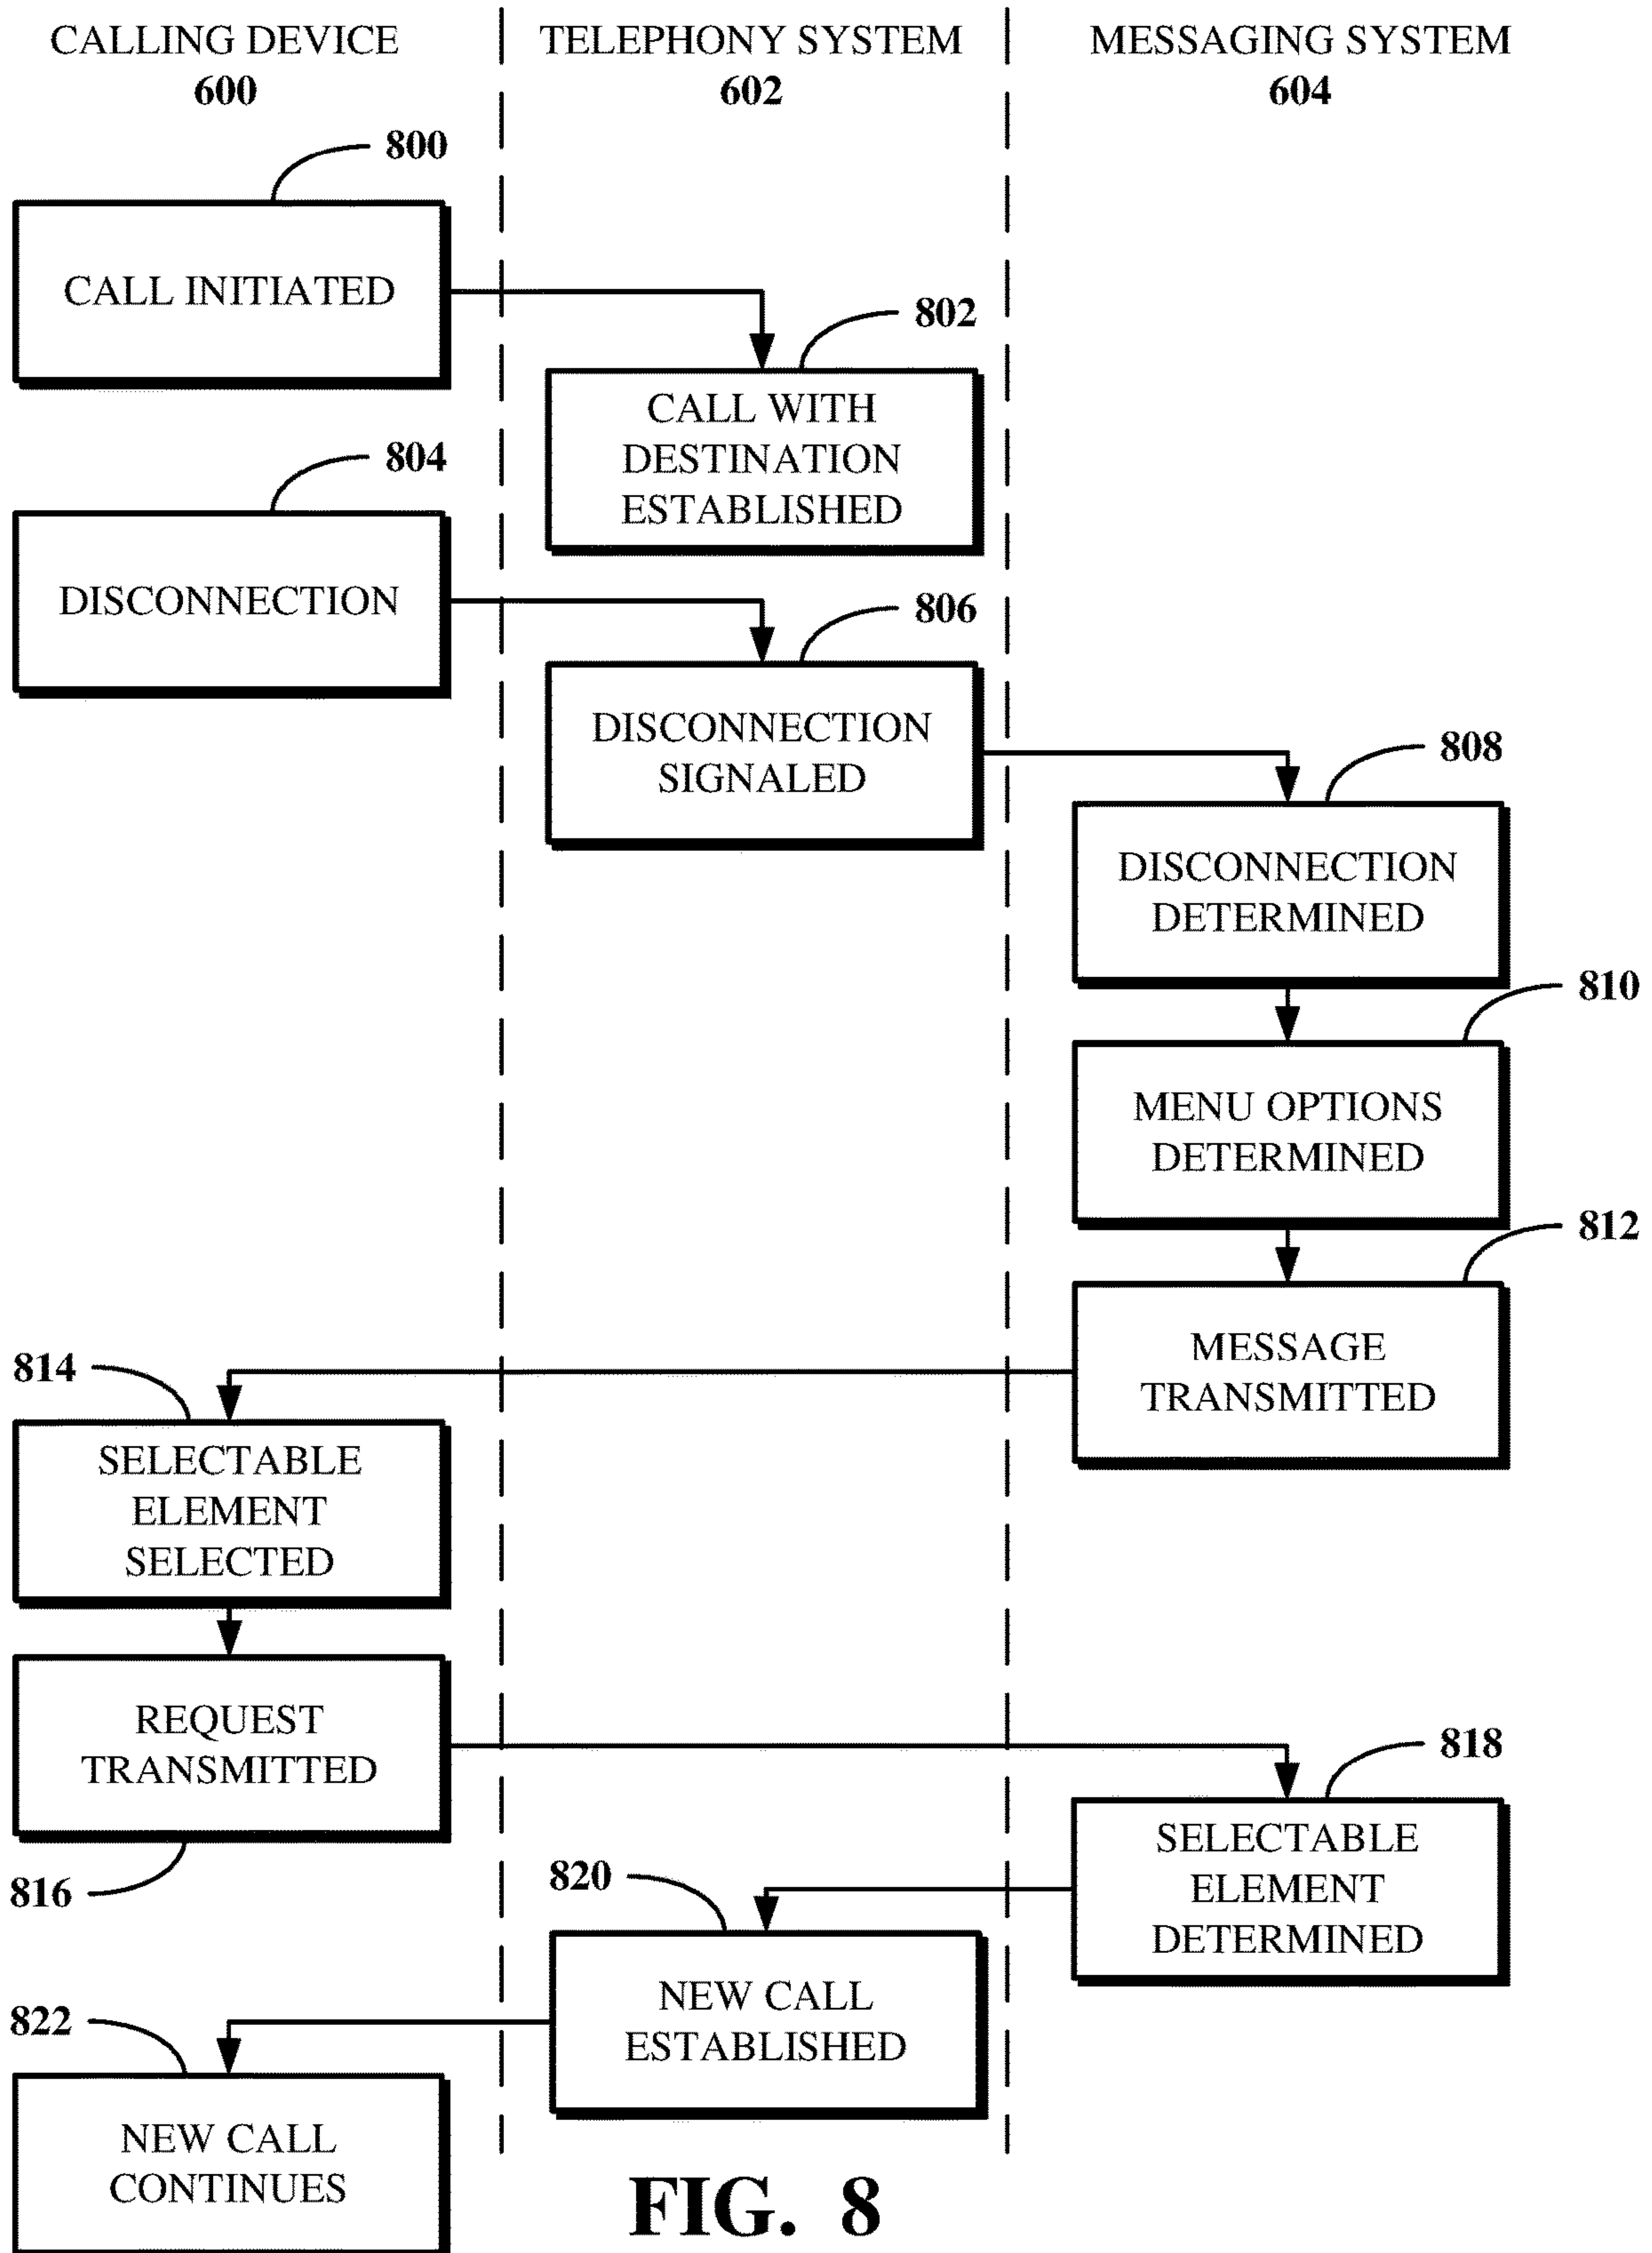 CALLING DEVICE
600
TELEPHONY SYSTEM
602
MESSAGING SYSTEM
604
800
CALL INITIATED
802
CALL WITH
DESTINATION
ESTABLISHED
804
DISCONNECTION
806
DISCONNECTION
SIGNALED
808
DISCONNECTION
DETERMINED
810
MENU OPTIONS
DETERMINED
812
MESSAGE
TRANSMITTED
814
SELECTABLE
ELEMENT
SELECTED
REQUEST
TRANSMITTED
816
818
SELECTABLE
ELEMENT
DETERMINED
820
NEW CALL
ESTABLISHED
822
NEW CALL
CONTINUES
FIG. 8